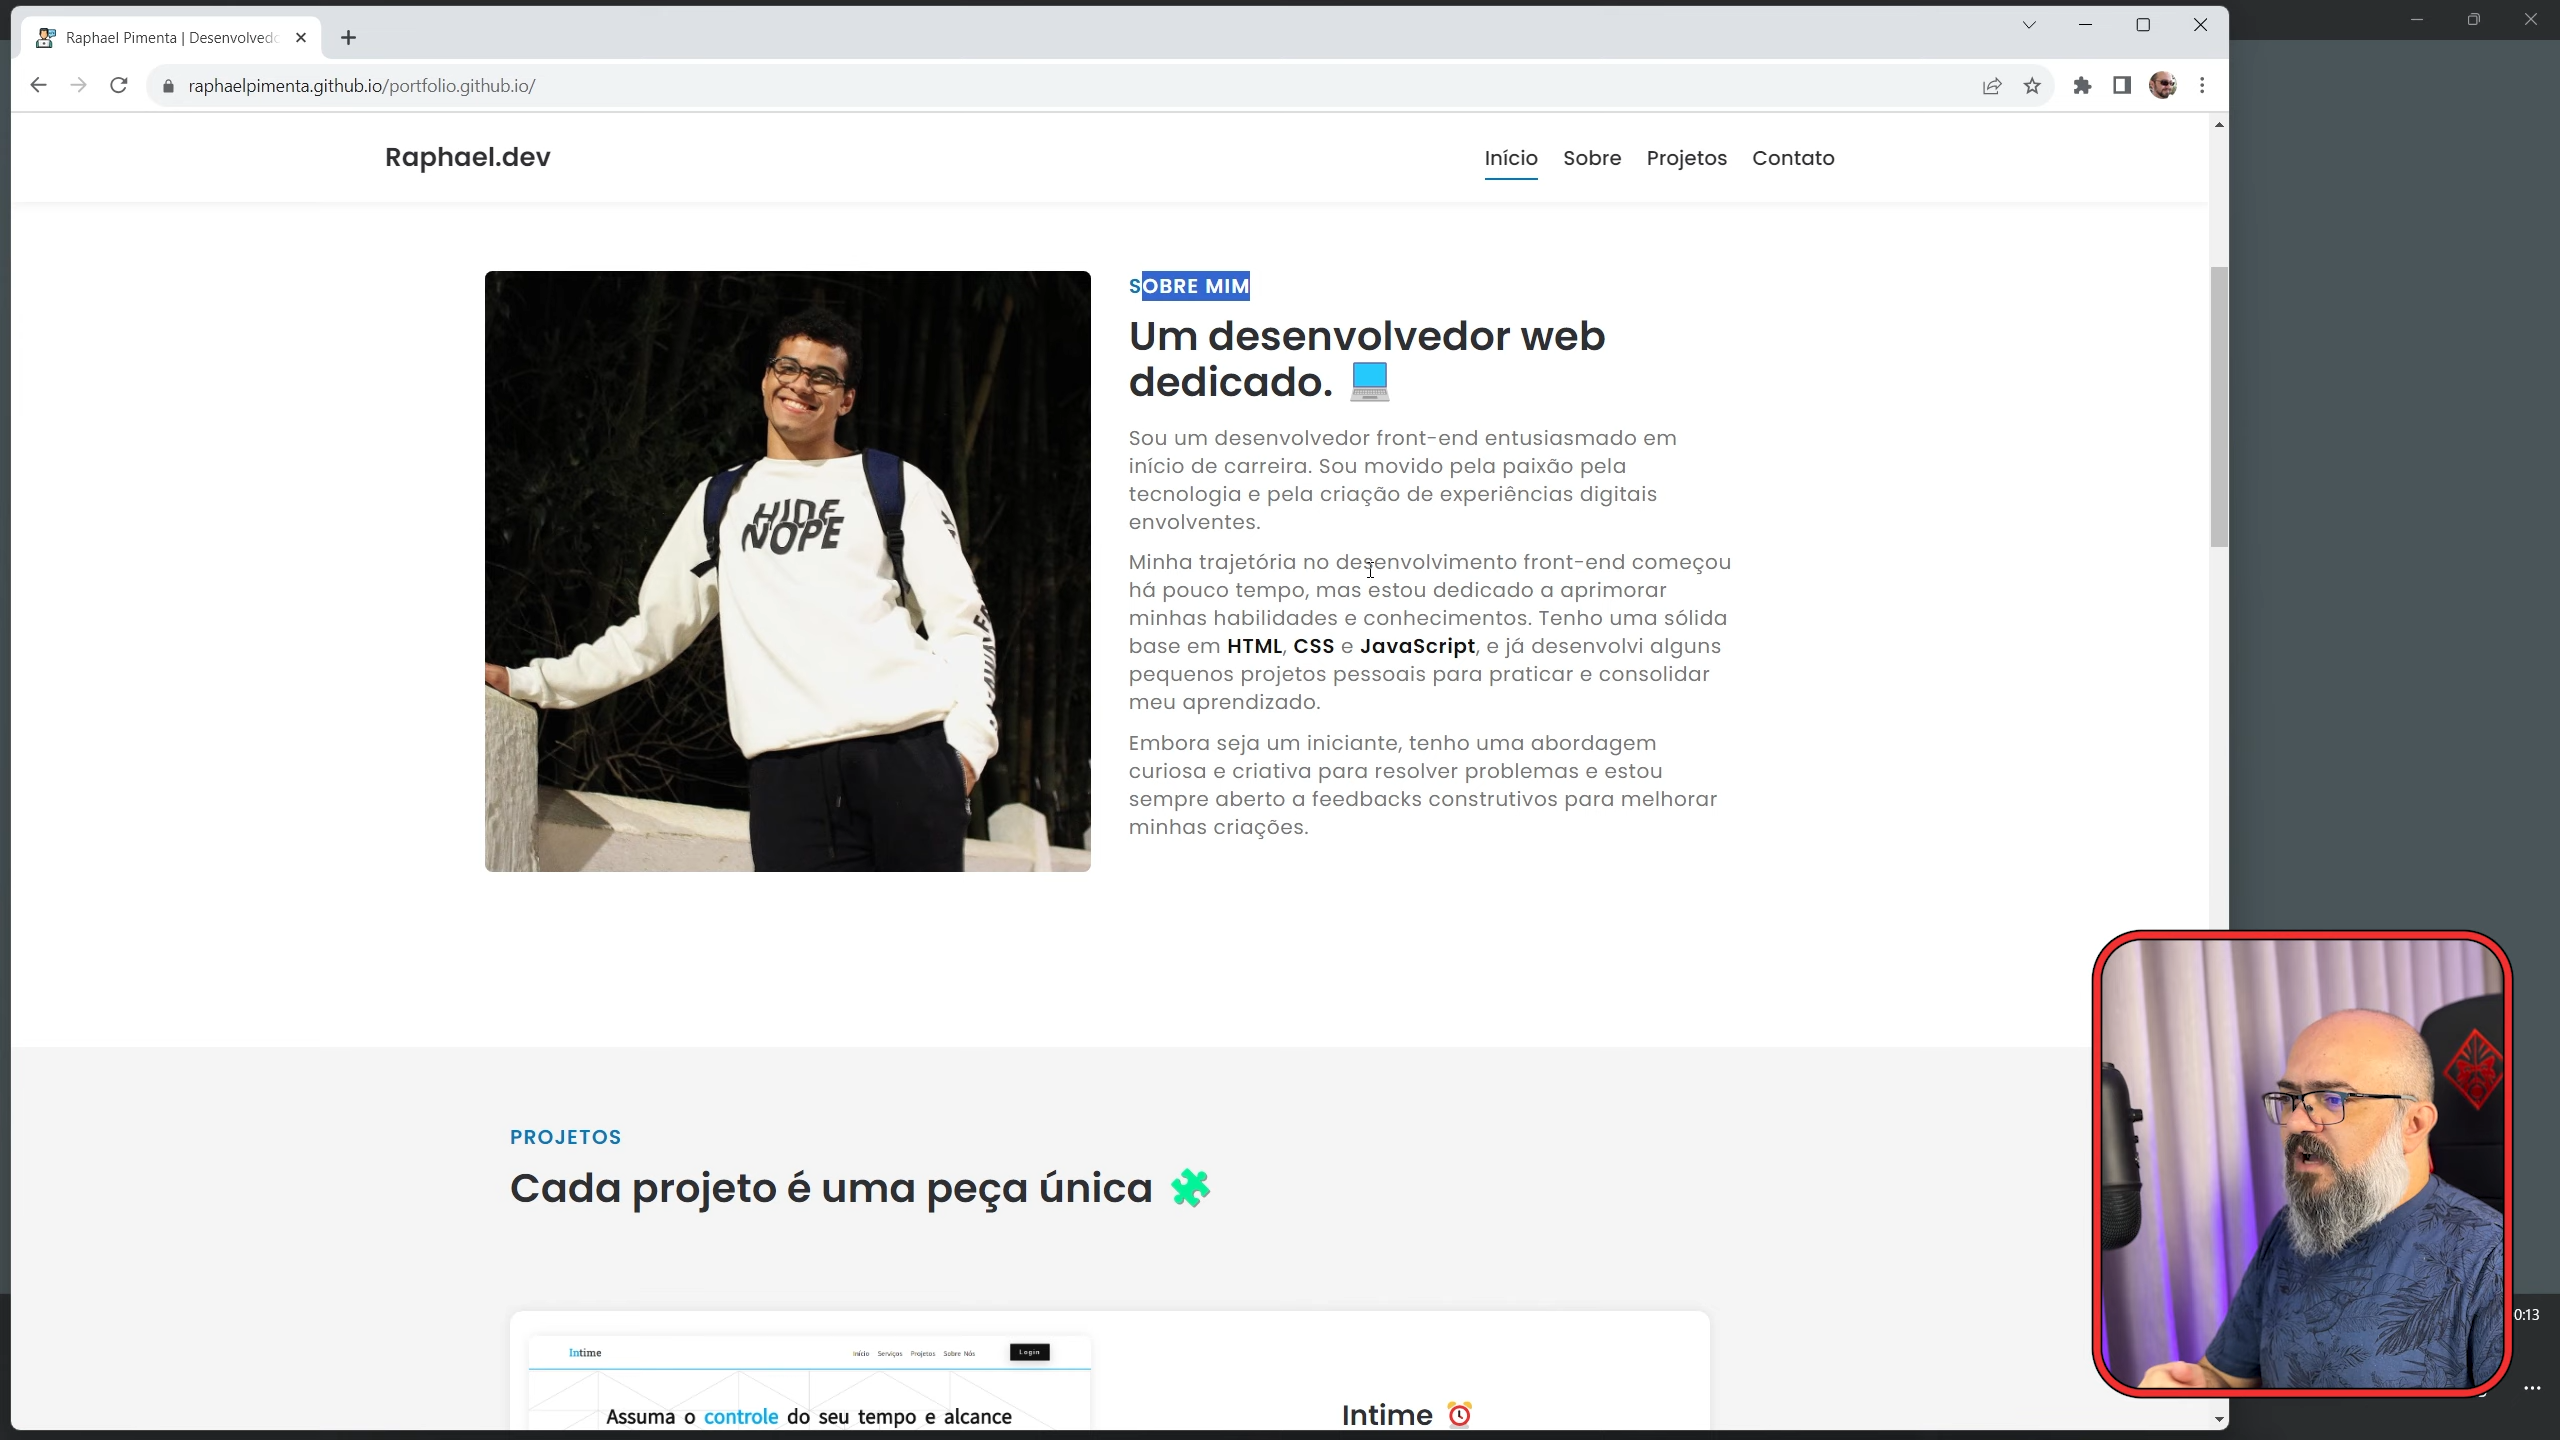 Raphael Pimenta | Desenvolvedo
raphaelpimenta.github.io/portfolio.github.io/
Raphael.dev
Início
Sobre
Projetos
Contato
HIDE
NOPE
SOBRE MIM
Um desenvolvedor web
dedicado.
Sou um desenvolvedor front-end entusiasmado em
início de carreira. Sou movido pela paixão pela
tecnologia e pela criação de experiências digitais
envolventes.
Minha trajetória no desenvolvimento front-end começou
há pouco tempo, mas estou dedicado a aprimorar
minhas habilidades e conhecimentos. Tenho uma sólida
base em HTML, CSS e JavaScript, e já desenvolvi alguns
pequenos projetos pessoais para praticar e consolidar
meu aprendizado.
Embora seja um iniciante, tenho uma abordagem
curiosa e criativa para resolver problemas e estou
sempre aberto a feedbacks construtivos para melhorar
minhas criações.
PROJETOS
Cada projeto é uma peça única
Intime
Início
Serviços
Projetos
Sobre Nós
Login
Assuma o controle do seu tempo e alcance
Intime
0:13